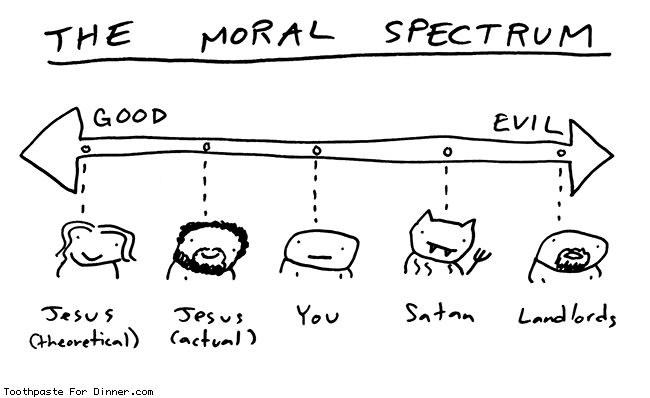 THE MORAL SPECTRUM
GOOD
EVIL
Jesus
(theoretical)
Jesus
(actual)
You
Satan
Landlords
Toothpaste For Dinner.com